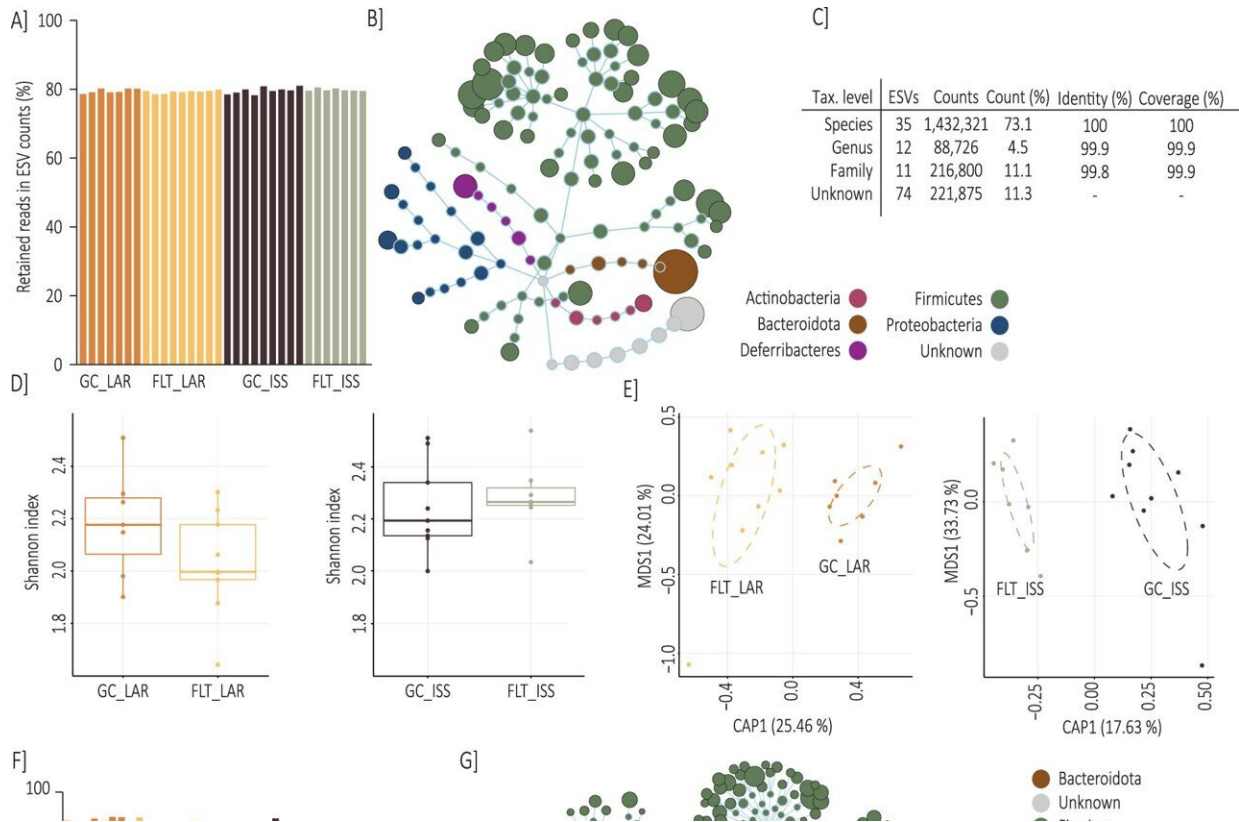 A]
Retained reads in ESV counts (%)
100
80
60
40
20
0
GC_LAR FLT_LAR GC_ISS FLT_ISS
B]
Actinobacteria
Bacteroidota
Deferribacteres
Firmicutes
Proteobacteria
Unknown
C]
Tax. level ESVs Counts Count (%) Identity (%) Coverage (%)
Species 35 1,432,321 73.1 100 100
Genus 12 88,726 4.5 99.9 99.9
Family 11 216,800 11.1 99.8 99.9
Unknown 74 221,875 11.3 - -
D]
Shannon index
2.4
2.2
2.0
1.8
GC_LAR FLT_LAR
Shannon index
2.4
2.2
2.0
1.8
GC_ISS FLT_ISS
E]
MDS1 (24.01 %)
0.5
0.0
−0.5
−1.0
FLT_LAR
GC_LAR
−0.4 0.0 0.4
CAP1 (25.46 %)
MDS1 (33.73 %)
0.0
−0.5
FLT_ISS
GC_ISS
−0.25 0.00 0.25 0.50
CAP1 (17.63 %)
F]
100
G]
Bacteroidota
Unknown